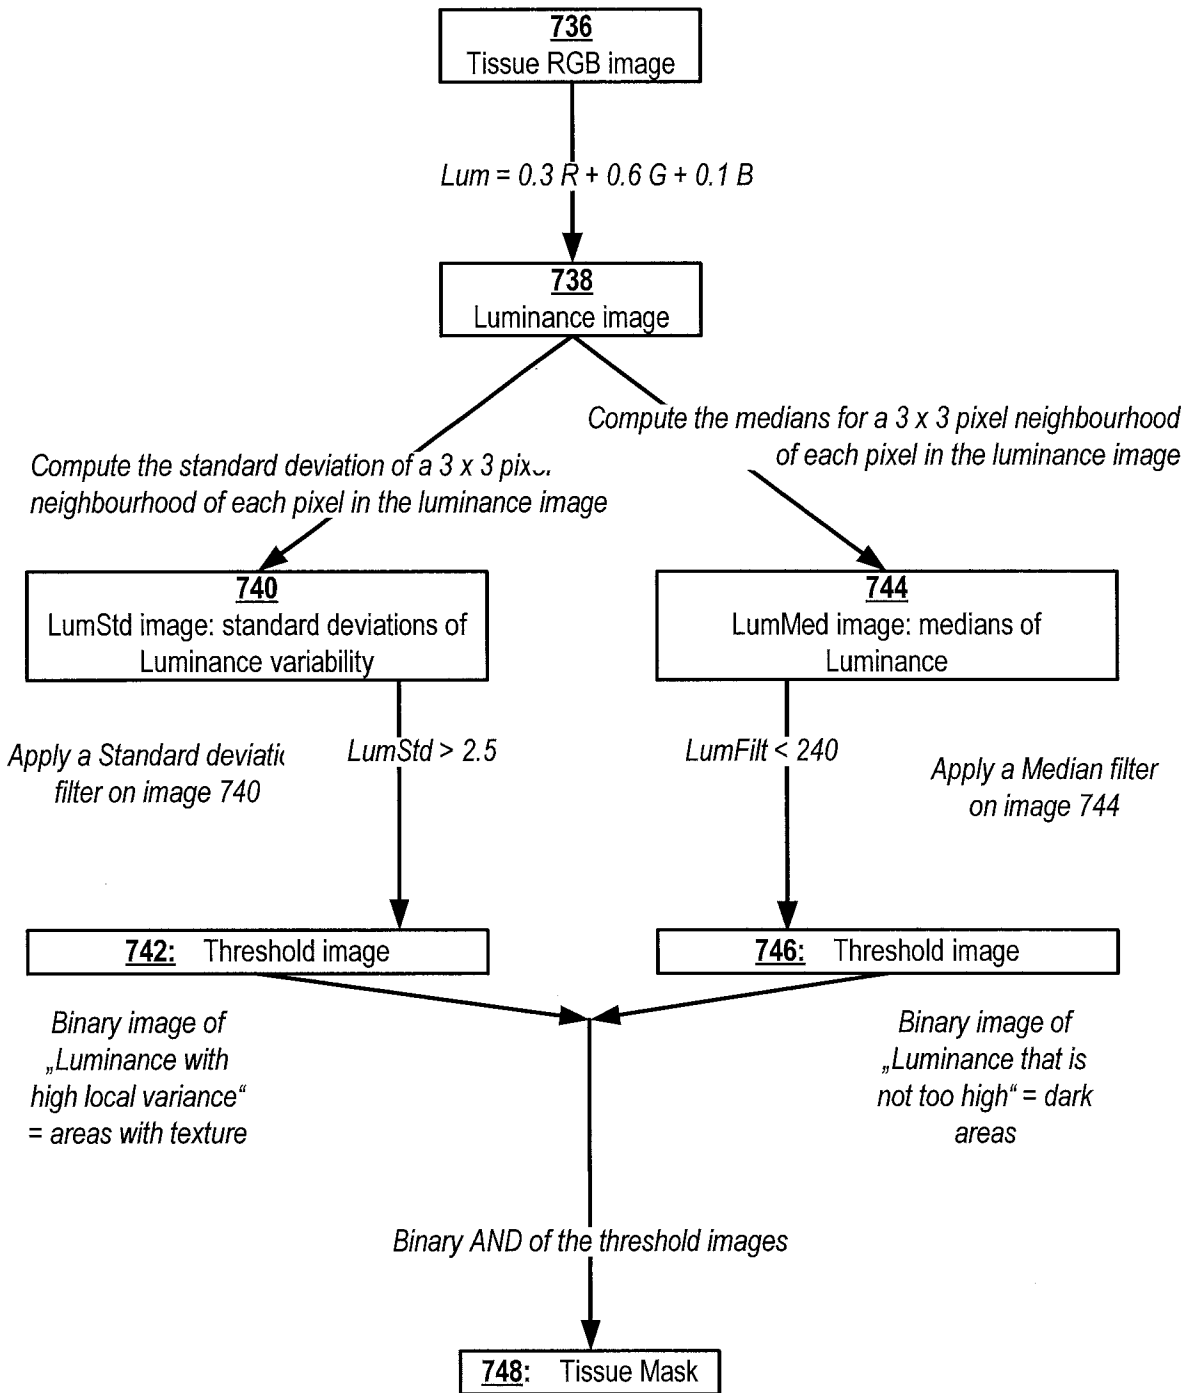 736
Tissue RGB image
Lum = 0.3 R + 0.6 G + 0.1 B
738
Luminance image
Compute the medians for a 3 x 3 pixel neighbourhood
of each pixel in the luminance image
Compute the standard deviation of a 3 x 3
neighbourhood of each pixel in the luminance image
740
LumStd image: standard deviations of
Luminance variability
744
LumMed image: medians of
Luminance
Apply a Standard
filter on image 740
LumStd > 2.5
LumFilt < 240
Apply a Median filter
on image 744
742: Threshold image
746: Threshold image
Binary image of
„Luminance with
high local variance“
= areas with texture
Binary image of
„Luminance that is
not too high“ = dark
areas
Binary AND of the threshold images
748: Tissue Mask